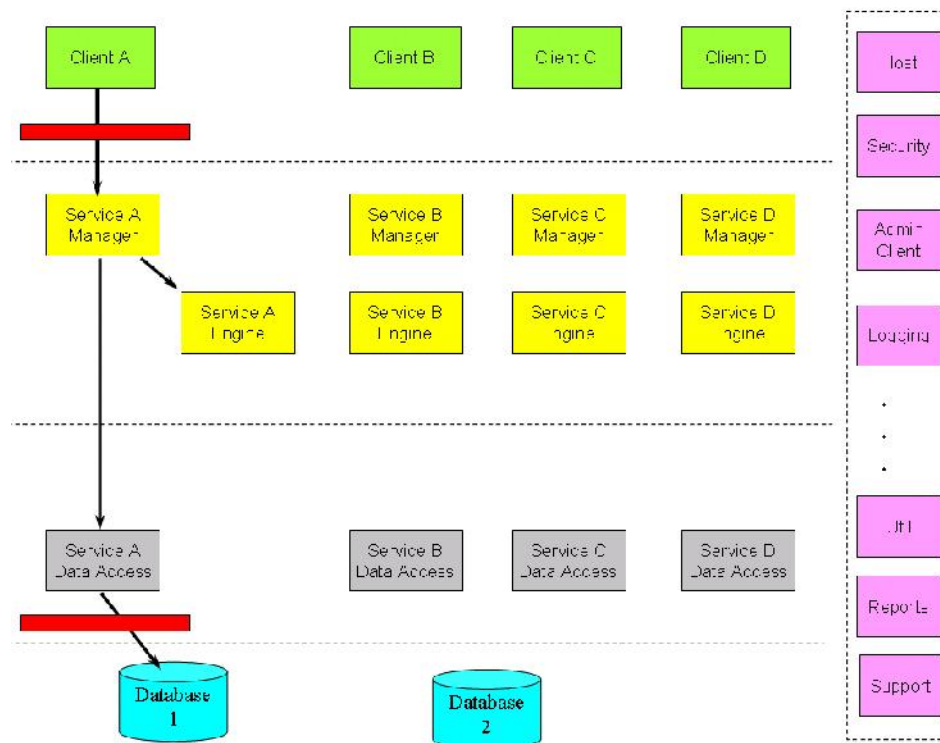 Client A
Client B
Client C
Client D
Host
Security
Service A
Manager
Service B
Manager
Service C
Manager
Service D
Manager
Admin
Client
Service A
Engine
Service B
Engine
Service C
Engine
Service D
Engine
Logging
Service A
Data Access
Service B
Data Access
Service C
Data Access
Service D
Data Access
Util
Reports
Database
1
Database
2
Support